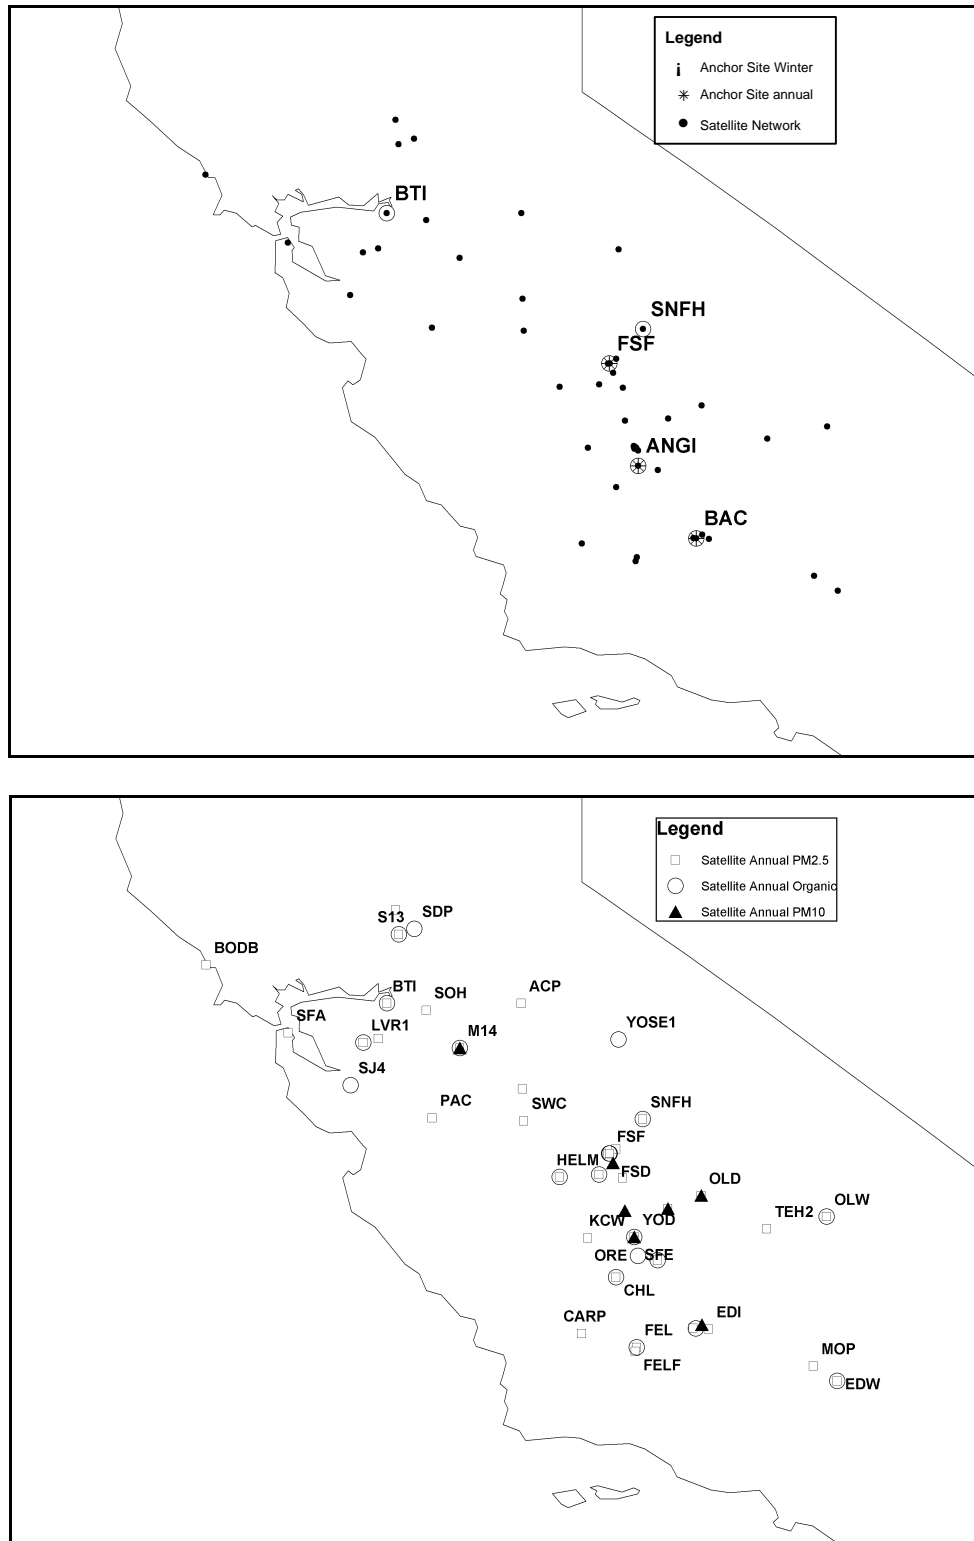 Legend
¡ Anchor Site Winter
Anchor Site annual
Satellite Network
BTI
SNFH
FSF
ANGI
BAC
Legend
Satellite Annual PM2.5
Satellite Annual Organic
Satellite Annual PM10
S13 SDP
BODB
BTI SOH ACP
SFA LVR1 M14 YOSE1
SJ4
PAC SWC SNFH
FSF
HELM FSD
OLD OLW
KCW YOD TEH2
ORE SFE
CHL
CARP FEL EDI
FELF MOP
EDW